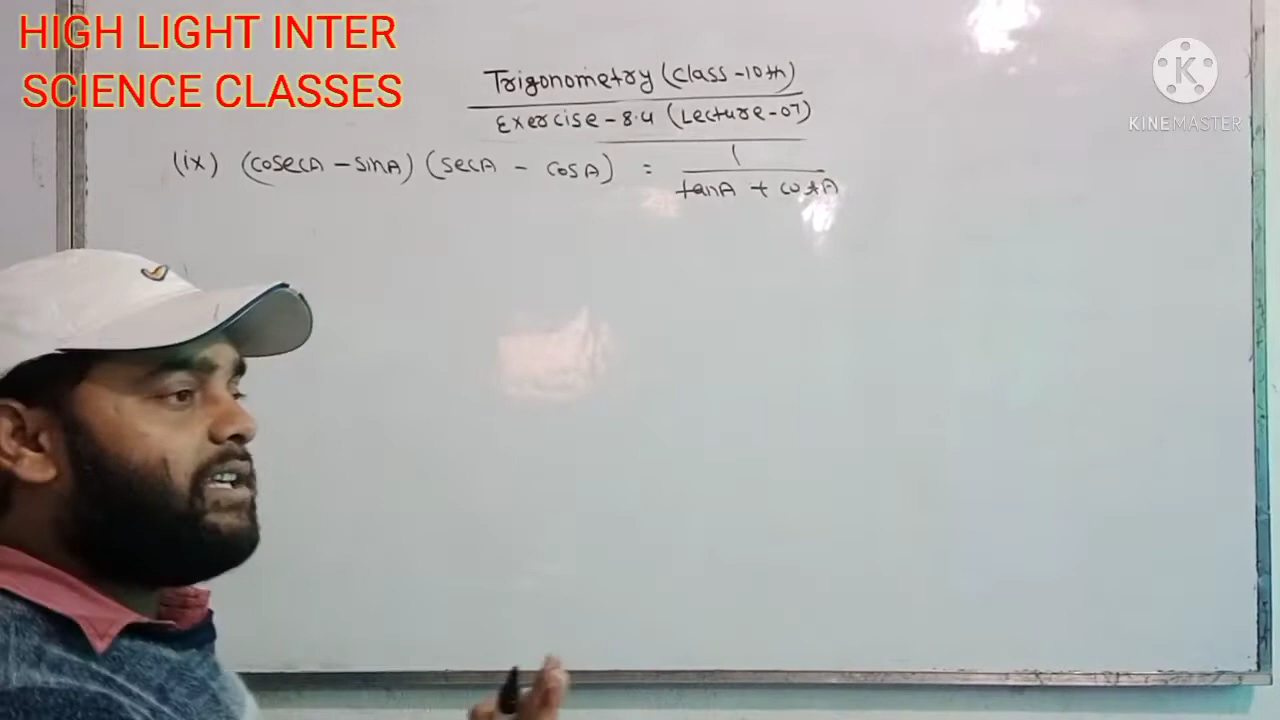 HIGH LIGHT INTER
SCIENCE CLASSES
K
KINEMASTER
Trigonometry (Class-10th)
Exercise-8.4 (Lecture-07)
(ix) (cosecA - sinA) (secA - cosA) = 1 / tanA + cotA